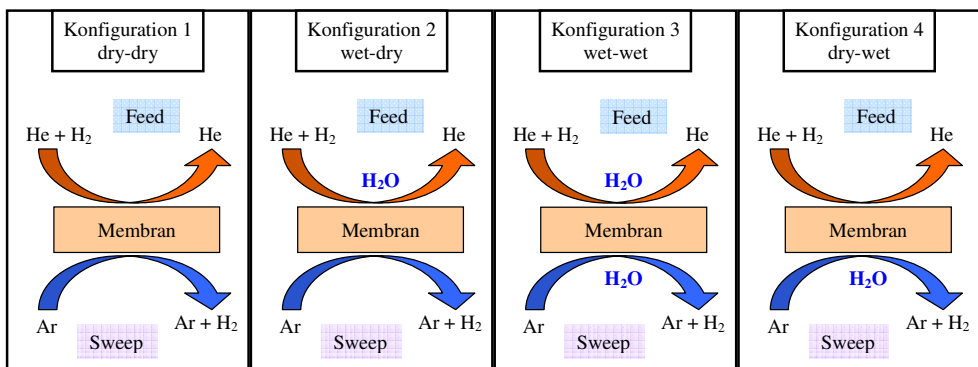 Konfiguration 1
dry-dry
Feed
He + H₂
He
Membran
Ar
Ar + H₂
Sweep
Konfiguration 2
wet-dry
Feed
He + H₂
He
H₂O
Membran
Ar
Ar + H₂
Sweep
Konfiguration 3
wet-wet
Feed
He + H₂
He
H₂O
Membran
H₂O
Ar
Ar + H₂
Sweep
Konfiguration 4
dry-wet
Feed
He + H₂
He
Membran
H₂O
Ar
Ar + H₂
Sweep